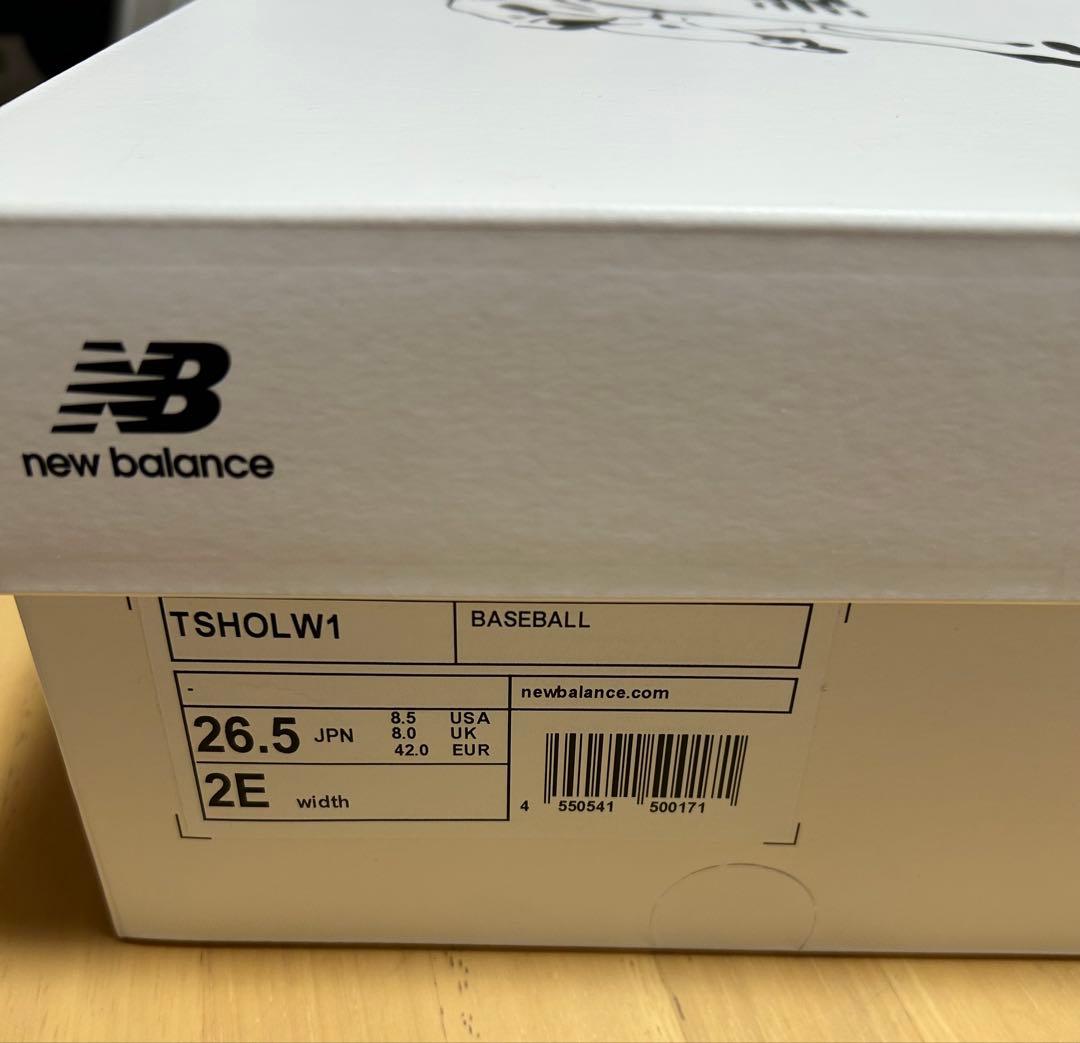 NB
new balance
TSHOLW1
BASEBALL
-
newbalance.com
26.5 JPN
8.5 USA
8.0 UK
42.0 EUR
2E width
4 550541 500171